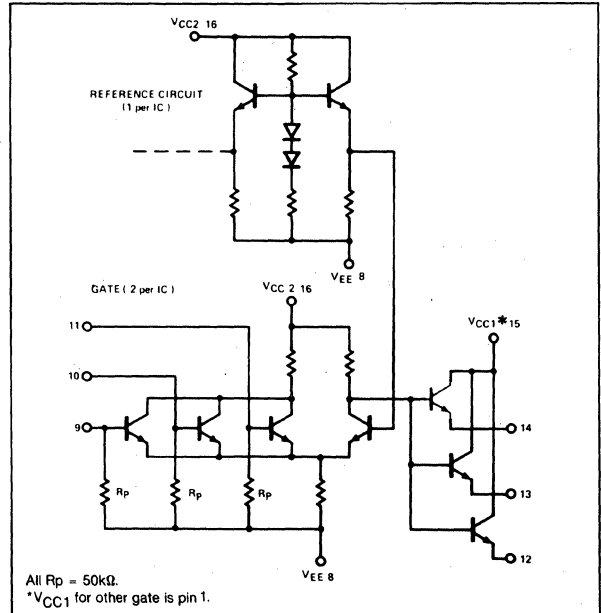 VCC2 16
REFERENCE CIRCUIT
(1 per IC)
VEE 8
GATE ( 2 per IC)
VCC 2 16
11
VCC1* 15
10
9
14
RP
RP
RP
13
12
VEE 8
All Rp = 50kΩ.
*VCC1 for other gate is pin 1.